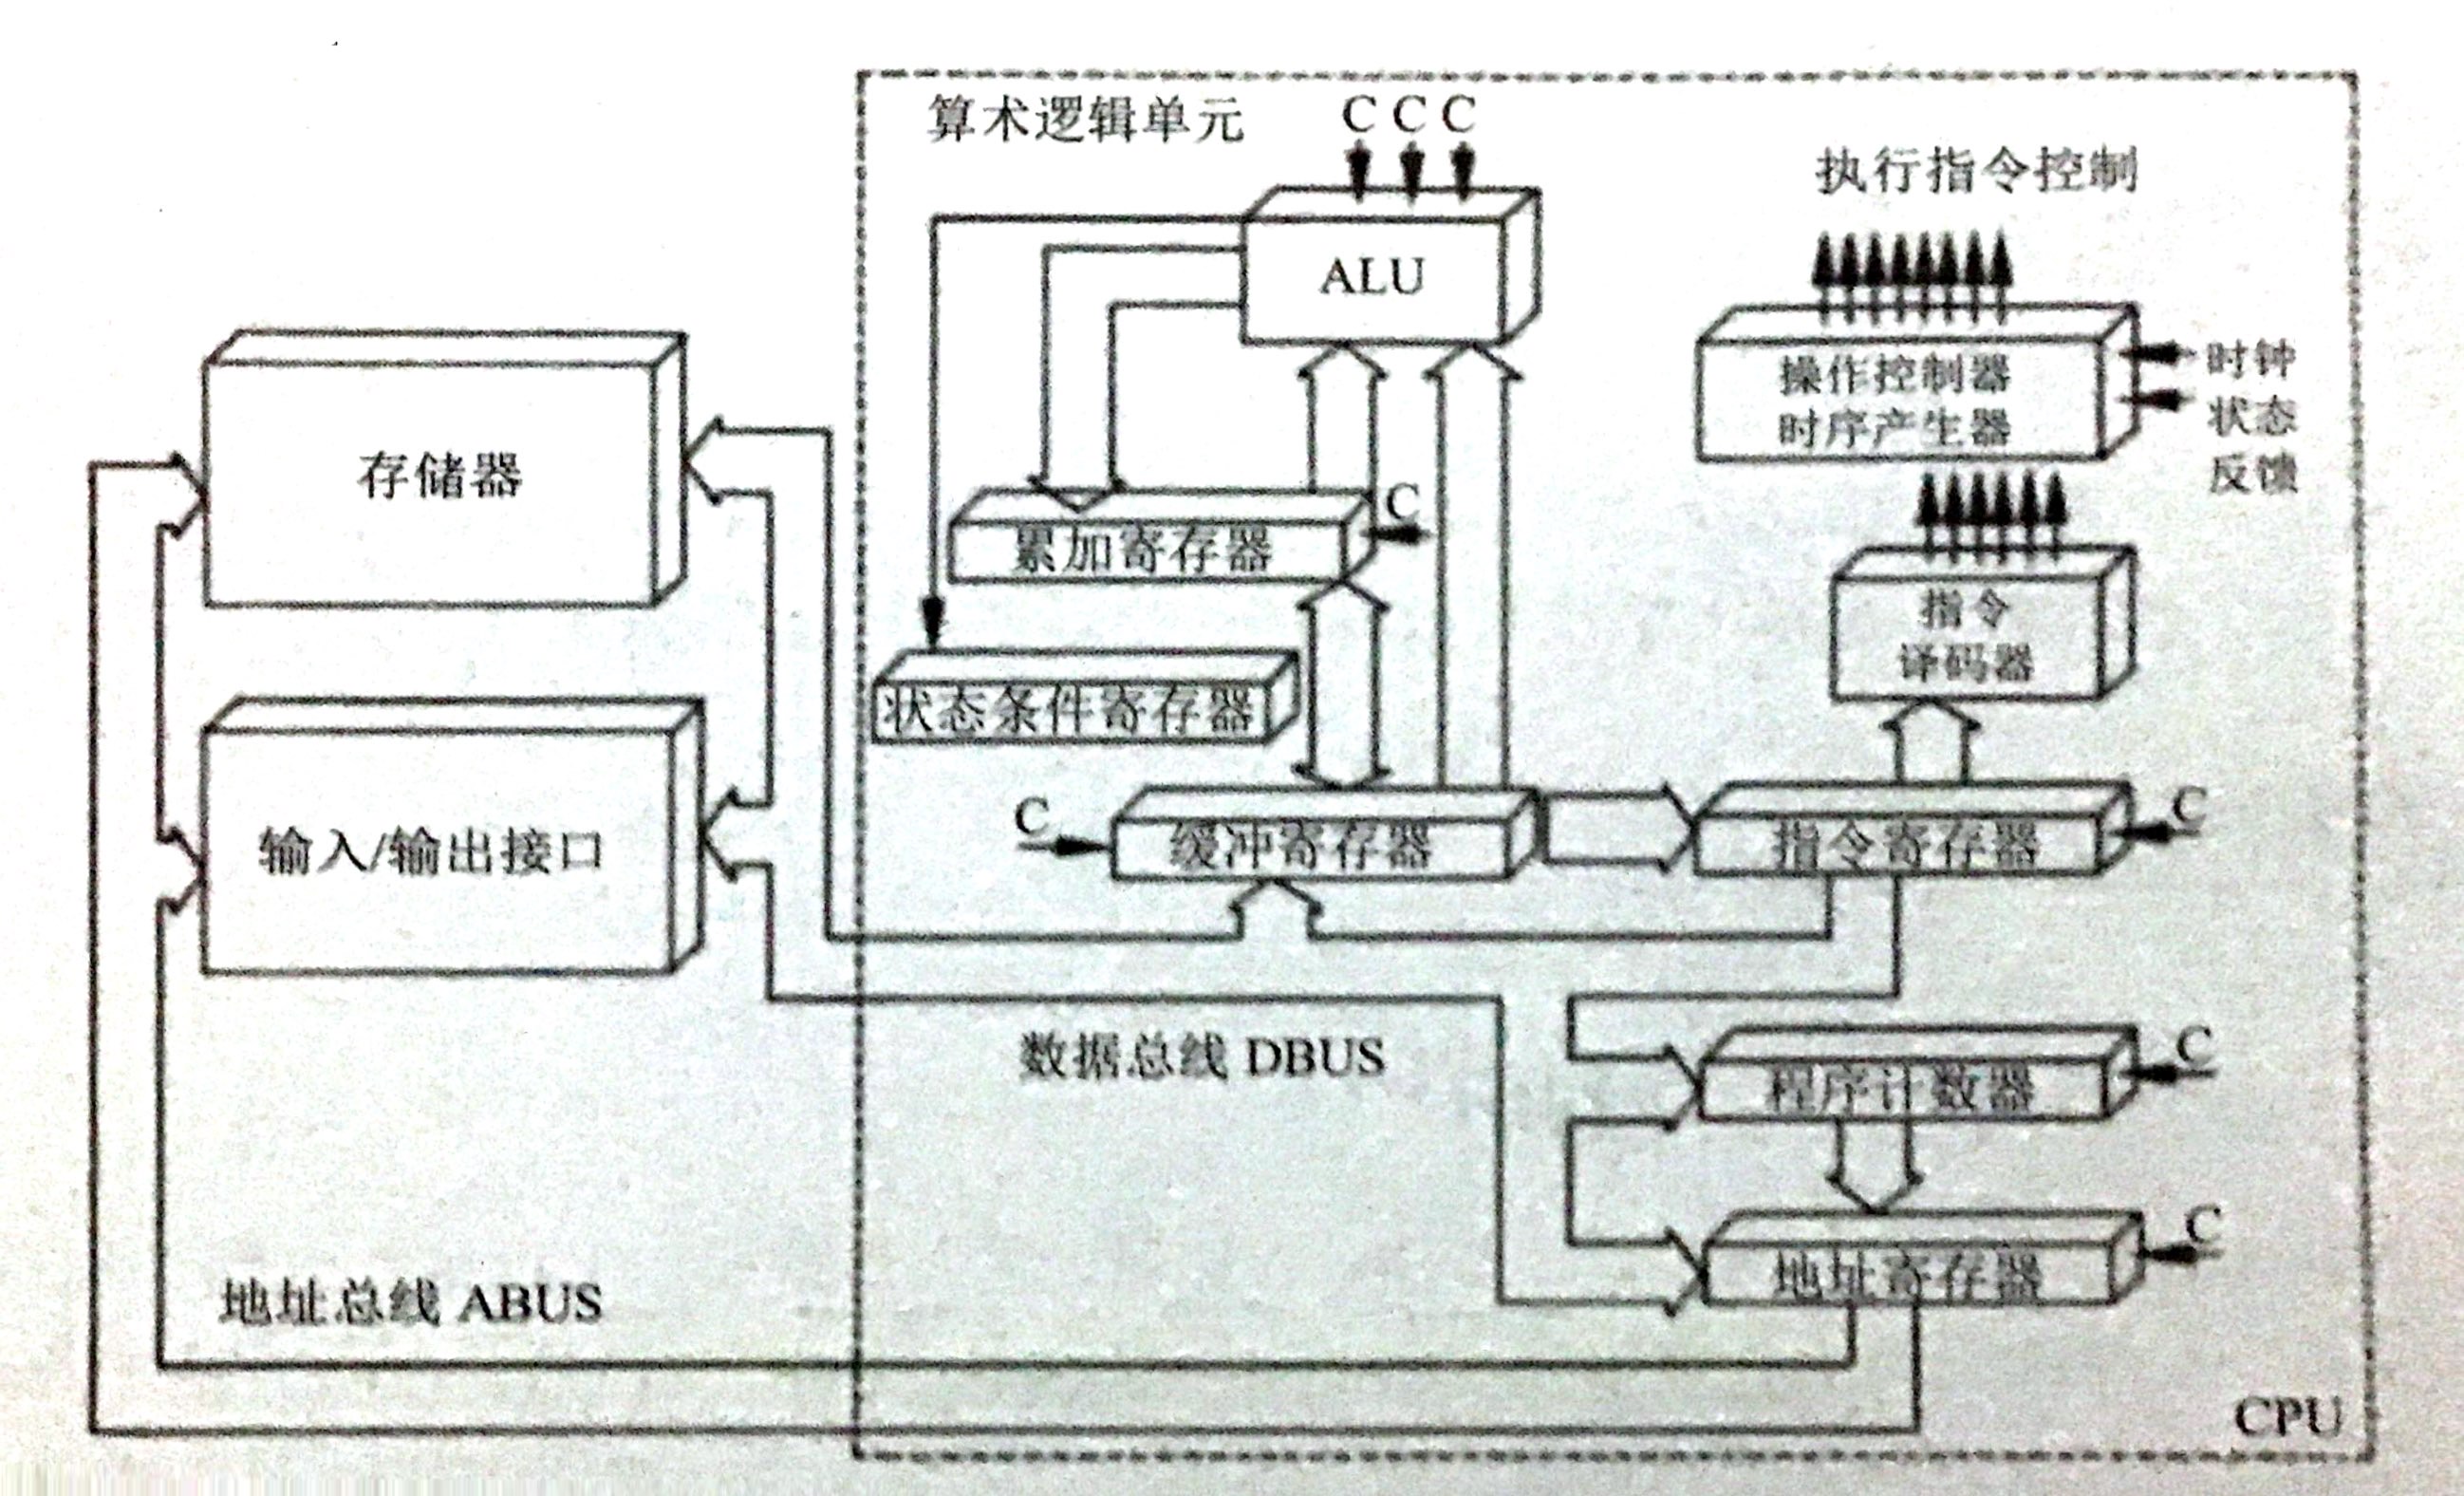 算术逻辑单元
C C C
执行指令控制
ALU
操作控制器
时序产生器
时钟
状态
反馈
存储器
C
累加寄存器
指令
译码器
状态条件寄存器
C
缓冲寄存器
指令寄存器
C
输入/输出接口
数据总线 DBUS
程序计数器
C
地址寄存器
C
地址总线 ABUS
CPU